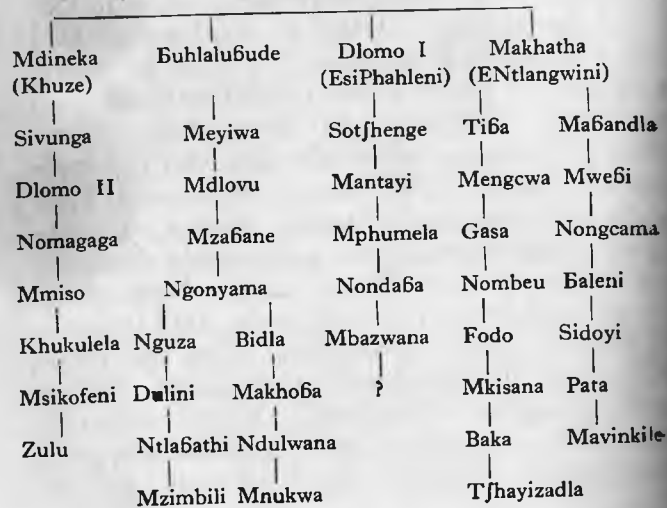 Mdineka Ɓuhlaluɓude Dlomo I Makhatha
(Khuze) (EsiPhahleni) (ENtlangwini)
Sivunga Meyiwa Sotʃhenge Tiɓa Maɓandla
Dlomo II Mdlovu Mantayi Mengcwa Mweɓi
Nomagaga Mzaɓane Mphumela Gasa Nongcama
Mmiso Ngonyama Nondaɓa Nombeu Ɓaleni
Khukulela Nguza Bidla Mbazwana Fodo Sidoyi
Msikofeni Dulini Makhoɓa ? Mkisana Pata
Zulu Ntlaɓathi Ndulwana Baka Mavinkile
Mzimbili Mnukwa Tʃhayizadla